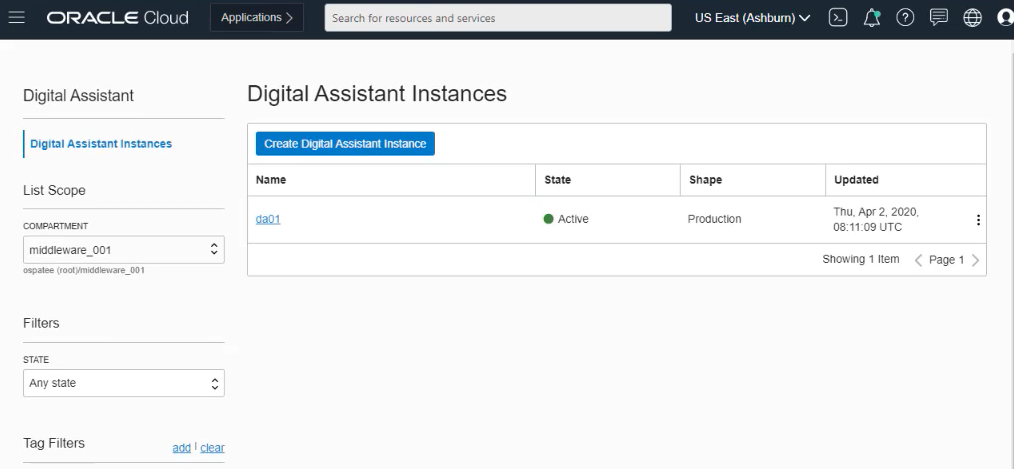 ORACLE Cloud
Applications >
Search for resources and services
US East (Ashburn)
Digital Assistant
Digital Assistant Instances
List Scope
COMPARTMENT
middleware_001
ospatee (root)/middleware_001
Filters
STATE
Any state
Tag Filters
add | clear
Digital Assistant Instances
Create Digital Assistant Instance
Name State Shape Updated
da01 Active Production Thu, Apr 2, 2020,
08:11:09 UTC
Showing 1 Item < Page 1 >